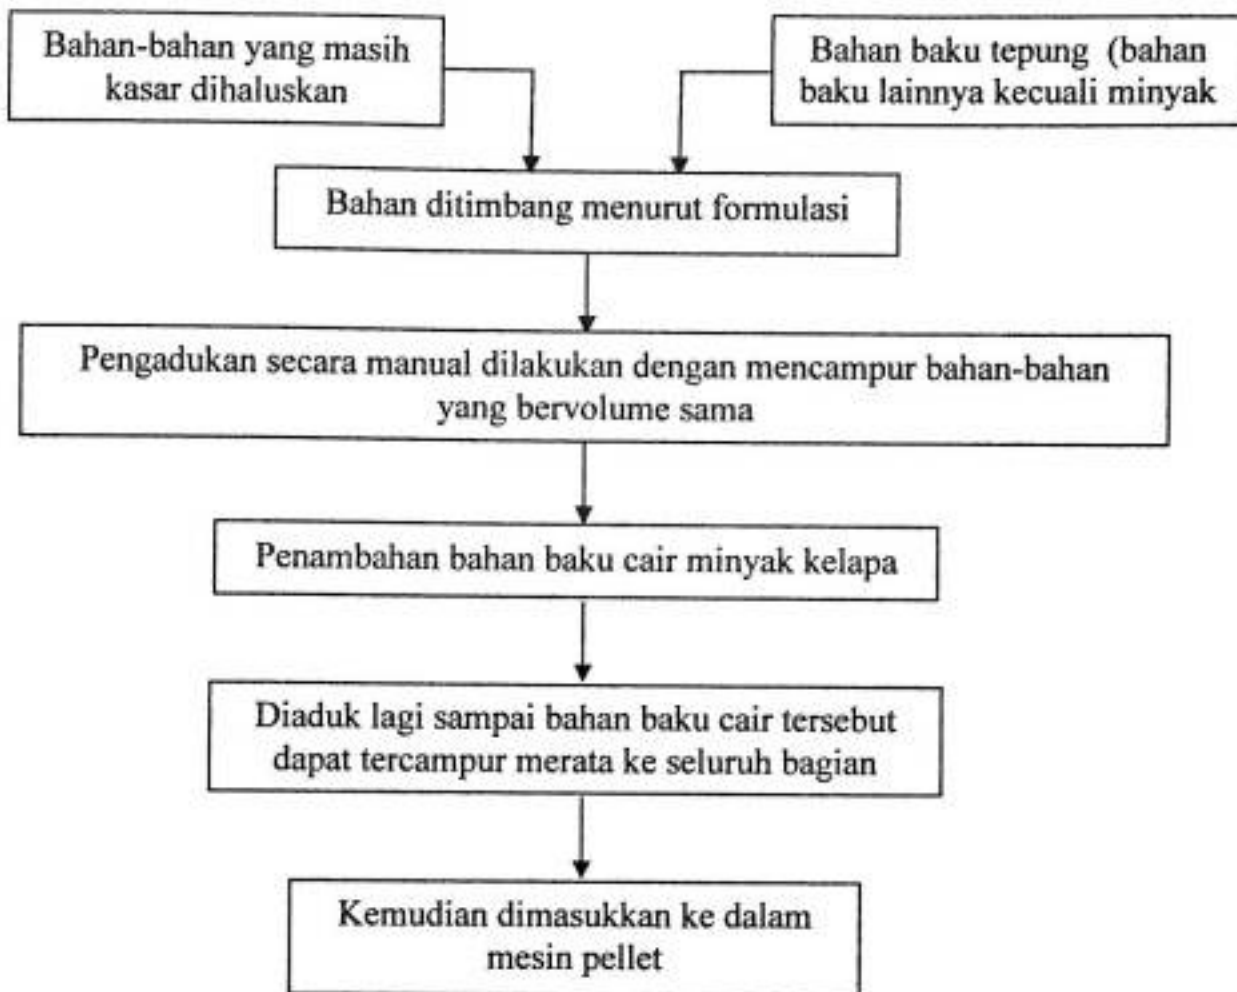 Bahan-bahan yang masih
kasar dihaluskan
Bahan baku tepung (bahan
baku lainnya kecuali minyak
Bahan ditimbang menurut formulasi
Pengadukan secara manual dilakukan dengan mencampur bahan-bahan
yang bervolume sama
Penambahan bahan baku cair minyak kelapa
Diaduk lagi sampai bahan baku cair tersebut
dapat tercampur merata ke seluruh bagian
Kemudian dimasukkan ke dalam
mesin pellet